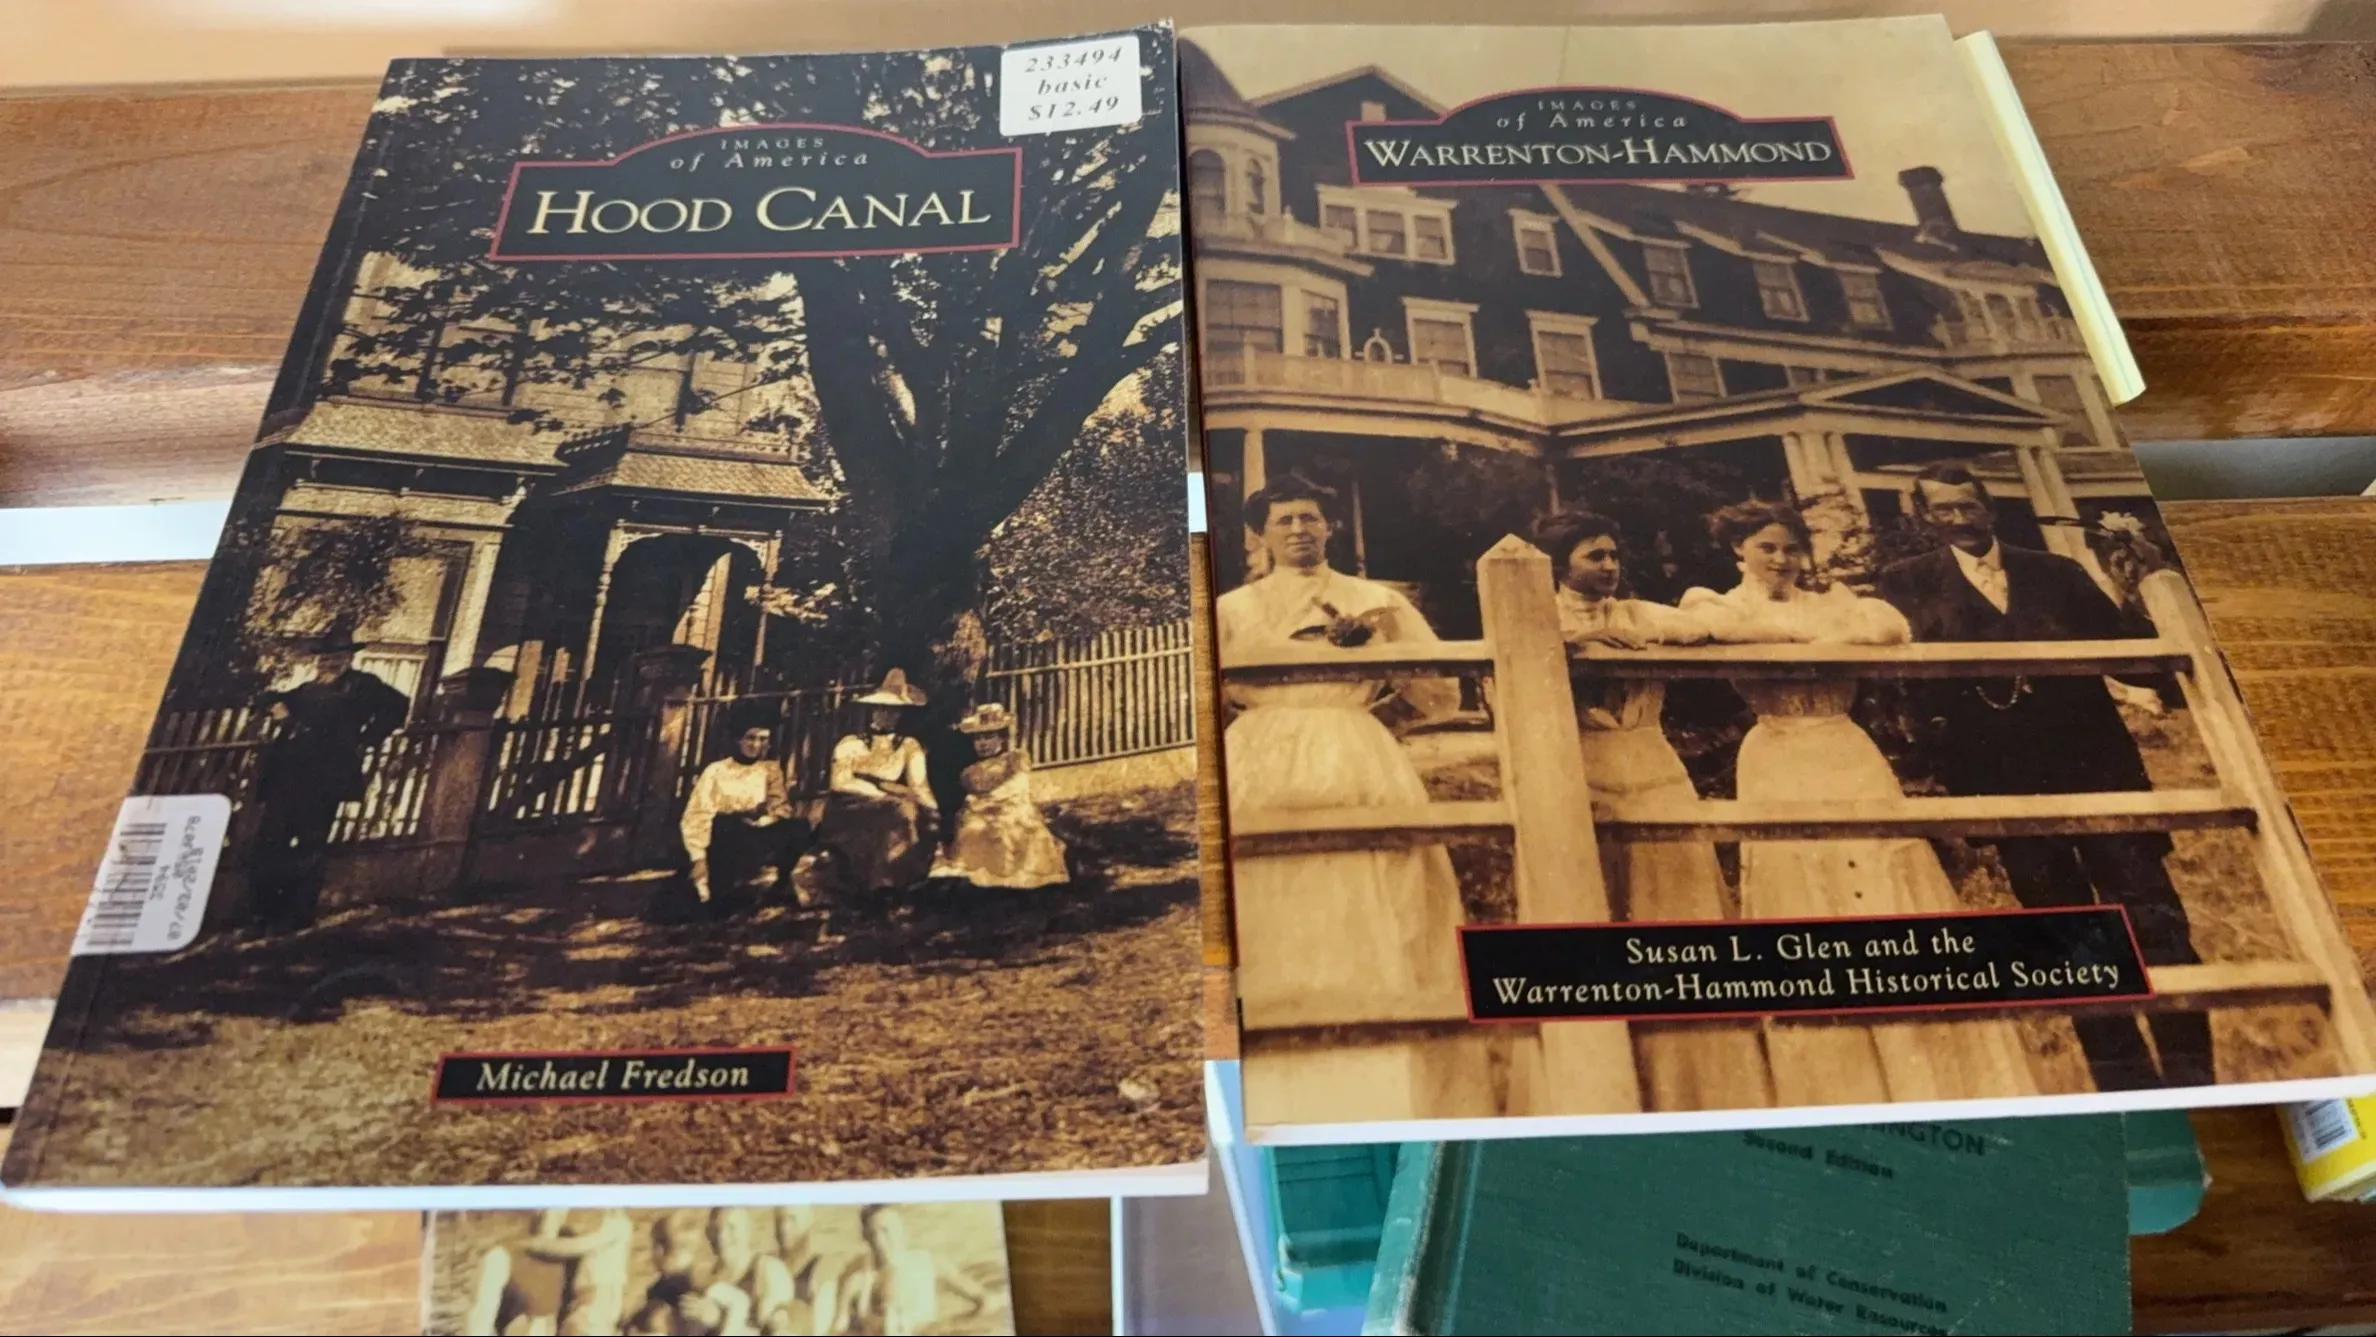 233494
basic
$12.49
IMAGES
of America
HOOD CANAL
Michael Fredson
IMAGES
of America
WARRENTON-HAMMOND
Susan L. Glen and the
Warrenton-Hammond Historical Society
Second Edition
Department of Conservation
Division of Water Resources